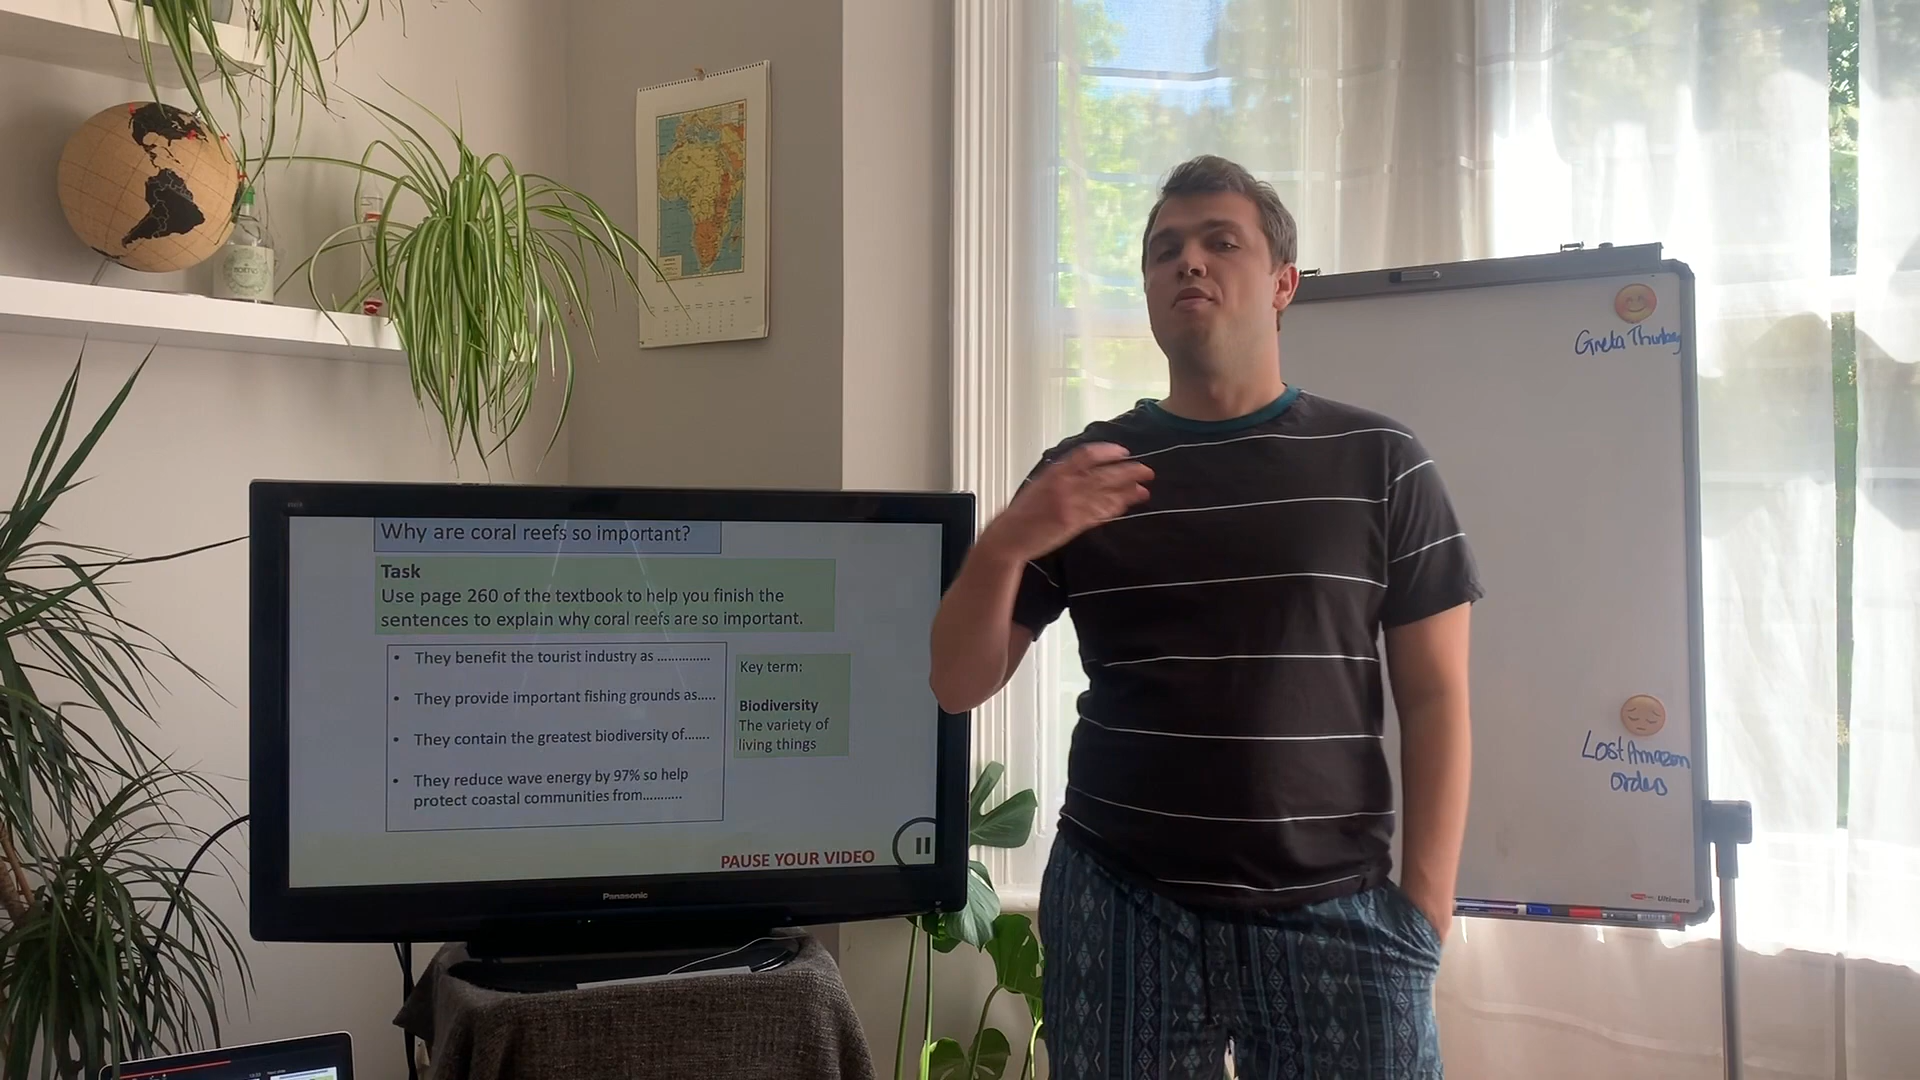 Why are coral reefs so important?
Task
Use page 260 of the textbook to help you finish the
sentences to explain why coral reefs are so important.
• They benefit the tourist industry as ...............
• They provide important fishing grounds as.....
• They contain the greatest biodiversity of.......
• They reduce wave energy by 97% so help
protect coastal communities from...........
Key term:
Biodiversity
The variety of
living things
PAUSE YOUR VIDEO
Panasonic
Greta Thunberg
Lost Amazon
orders
Ultimate